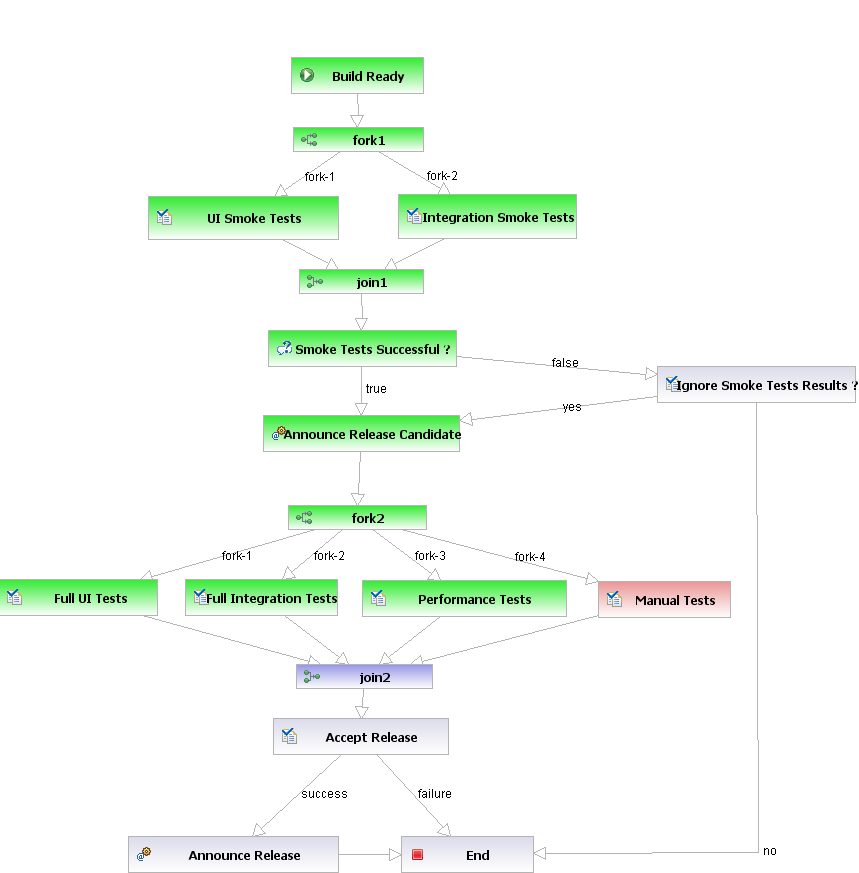 Build Ready
fork1
fork-1
fork-2
UI Smoke Tests
Integration Smoke Tests
join1
Smoke Tests Successful ?
false
true
Ignore Smoke Tests Results ?
yes
Announce Release Candidate
fork2
fork-1
fork-2
fork-3
fork-4
Full UI Tests
Full Integration Tests
Performance Tests
Manual Tests
join2
Accept Release
success
failure
Announce Release
End
no